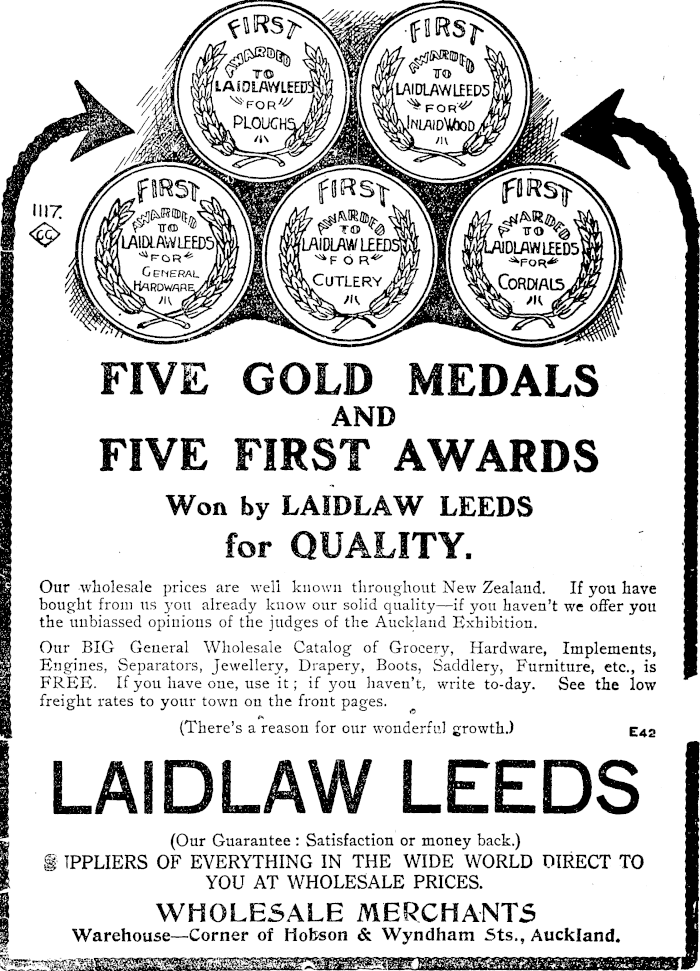 FIRST
AWARDED
TO
LAIDLAW LEEDS
FOR
PLOUGHS
FIRST
AWARDED
TO
LAIDLAW LEEDS
FOR
INLAID WOOD
1117.
CC
FIRST
AWARDED
TO
LAIDLAW LEEDS
FOR
GENERAL
HARDWARE
FIRST
AWARDED
TO
LAIDLAW LEEDS
FOR
CUTLERY
FIRST
AWARDED
TO
LAIDLAW LEEDS
FOR
CORDIALS
FIVE GOLD MEDALS
AND
FIVE FIRST AWARDS
Won by LAIDLAW LEEDS
for QUALITY.
Our wholesale prices are well known throughout New Zealand. If you have
bought from us you already know our solid quality—if you haven't we offer you
the unbiassed opinions of the judges of the Auckland Exhibition.
Our BIG General Wholesale Catalog of Grocery, Hardware, Implements,
Engines, Separators, Jewellery, Drapery, Boots, Saddlery, Furniture, etc., is
FREE. If you have one, use it; if you haven't, write to-day. See the low
freight rates to your town on the front pages.
(There's a reason for our wonderful growth.)
E42
LAIDLAW LEEDS
(Our Guarantee: Satisfaction or money back.)
SUPPLIERS OF EVERYTHING IN THE WIDE WORLD DIRECT TO
YOU AT WHOLESALE PRICES.
WHOLESALE MERCHANTS
Warehouse—Corner of Hobson & Wyndham Sts., Auckland.